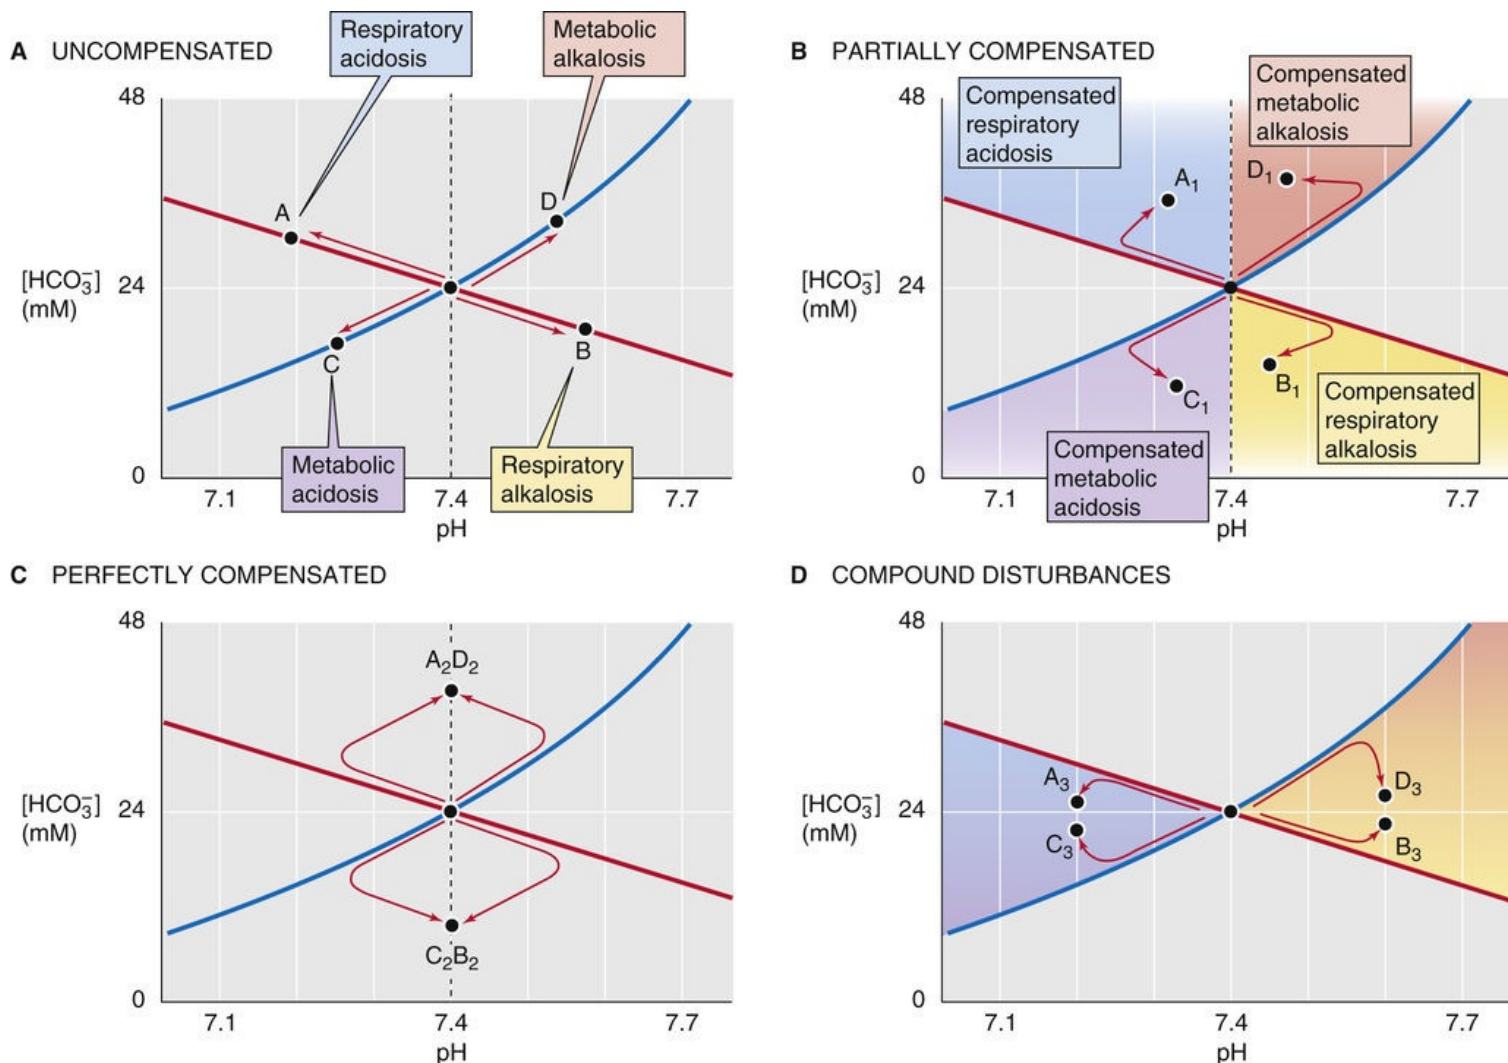 A UNCOMPENSATED
Respiratory
acidosis
Metabolic
alkalosis
48
A
D
[HCO₃⁻]
(mM)
24
C
B
Metabolic
acidosis
Respiratory
alkalosis
0
7.1
7.4
7.7
pH
B PARTIALLY COMPENSATED
48
Compensated
respiratory
acidosis
Compensated
metabolic
alkalosis
A₁
D₁
[HCO₃⁻]
(mM)
24
C₁
B₁
Compensated
metabolic
acidosis
Compensated
respiratory
alkalosis
0
7.1
7.4
7.7
pH
C PERFECTLY COMPENSATED
48
A₂D₂
[HCO₃⁻]
(mM)
24
C₂B₂
0
7.1
7.4
7.7
pH
D COMPOUND DISTURBANCES
48
A₃
D₃
[HCO₃⁻]
(mM)
24
C₃
B₃
0
7.1
7.4
7.7
pH